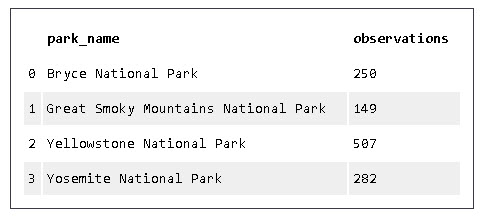 park_name observations
0 Bryce National Park 250
1 Great Smoky Mountains National Park 149
2 Yellowstone National Park 507
3 Yosemite National Park 282